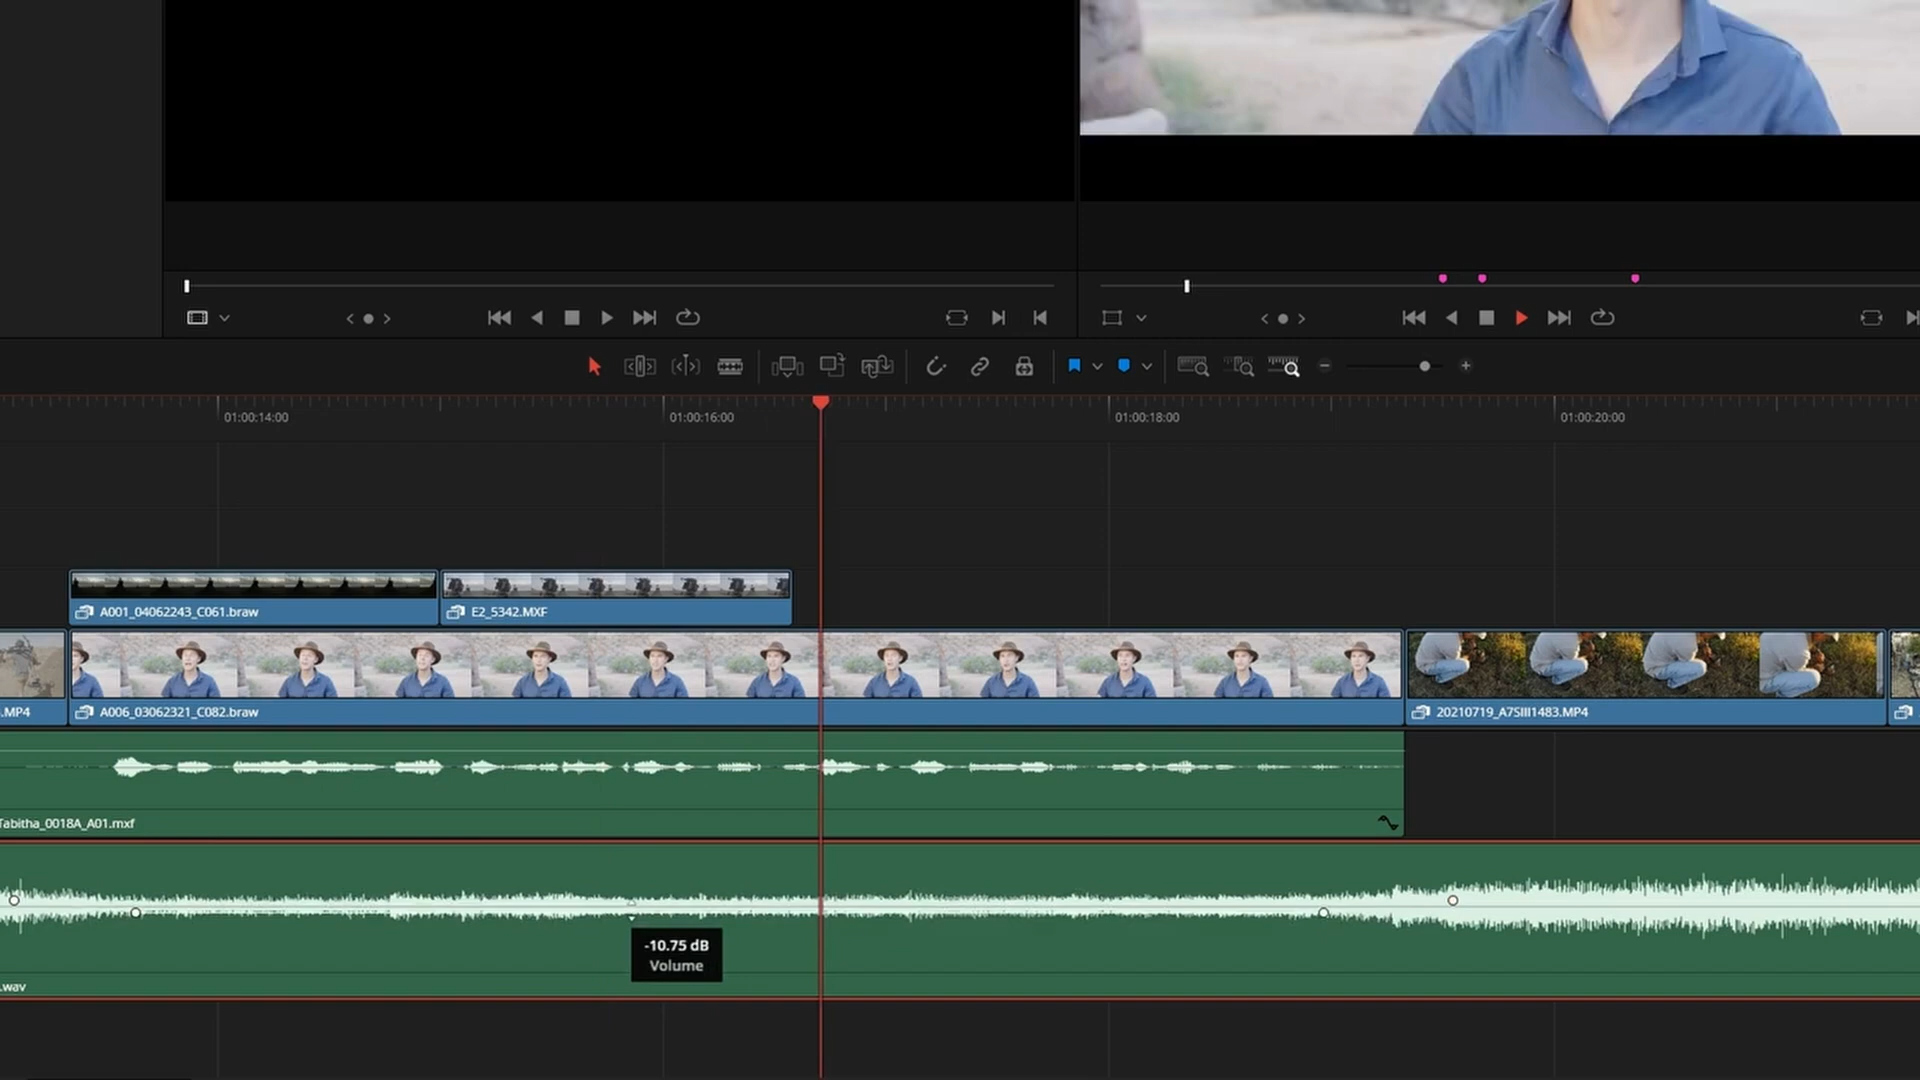 01:00:14:00
01:00:16:00
01:00:18:00
01:00:20:00
A001_04062243_C061.braw
E2_5342.MXF
.MP4
A006_03062321_C082.braw
20210719_A7SIII1483.MP4
Tabitha_0018A_A01.mxf
-10.75 dB
Volume
.wav